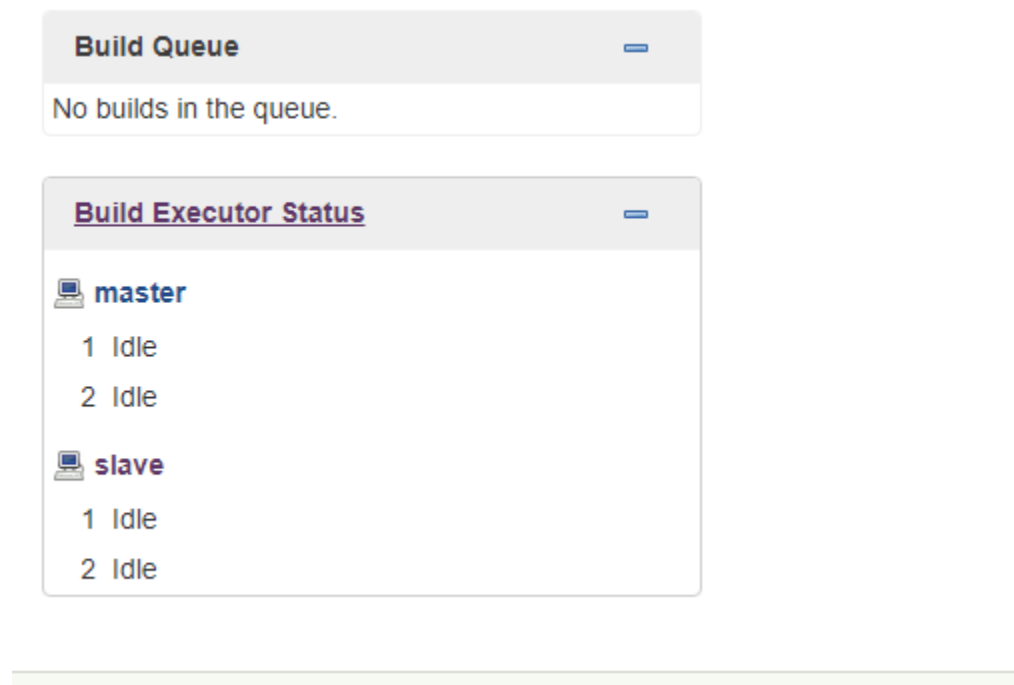 Build Queue
No builds in the queue.
Build Executor Status
master
1 Idle
2 Idle
slave
1 Idle
2 Idle